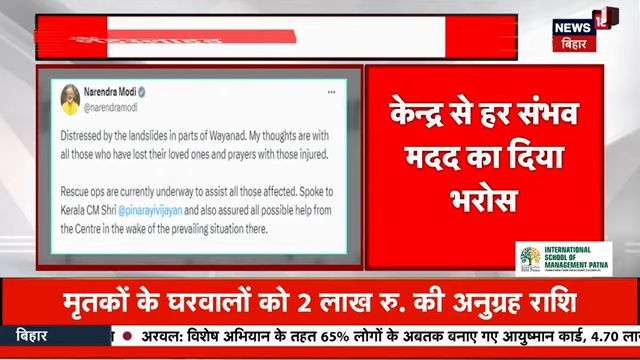 NEWS 18
बिहार
Narendra Modi
@narendramodi
Distressed by the landslides in parts of Wayanad. My thoughts are with
all those who have lost their loved ones and prayers with those injured.
Rescue ops are currently underway to assist all those affected. Spoke to
Kerala CM Shri @pinarayivijayan and also assured all possible help from
the Centre in the wake of the prevailing situation there.
केन्द्र से हर संभव
मदद का दिया
भरोस
INTERNATIONAL
SCHOOL OF
MANAGEMENT PATNA
ISM Patna
मृतकों के घरवालों को 2 लाख रु. की अनुग्रह राशि
बिहार
अरवल: विशेष अभियान के तहत 65% लोगों के अबतक बनाए गए आयुष्मान कार्ड, 4.70 ला